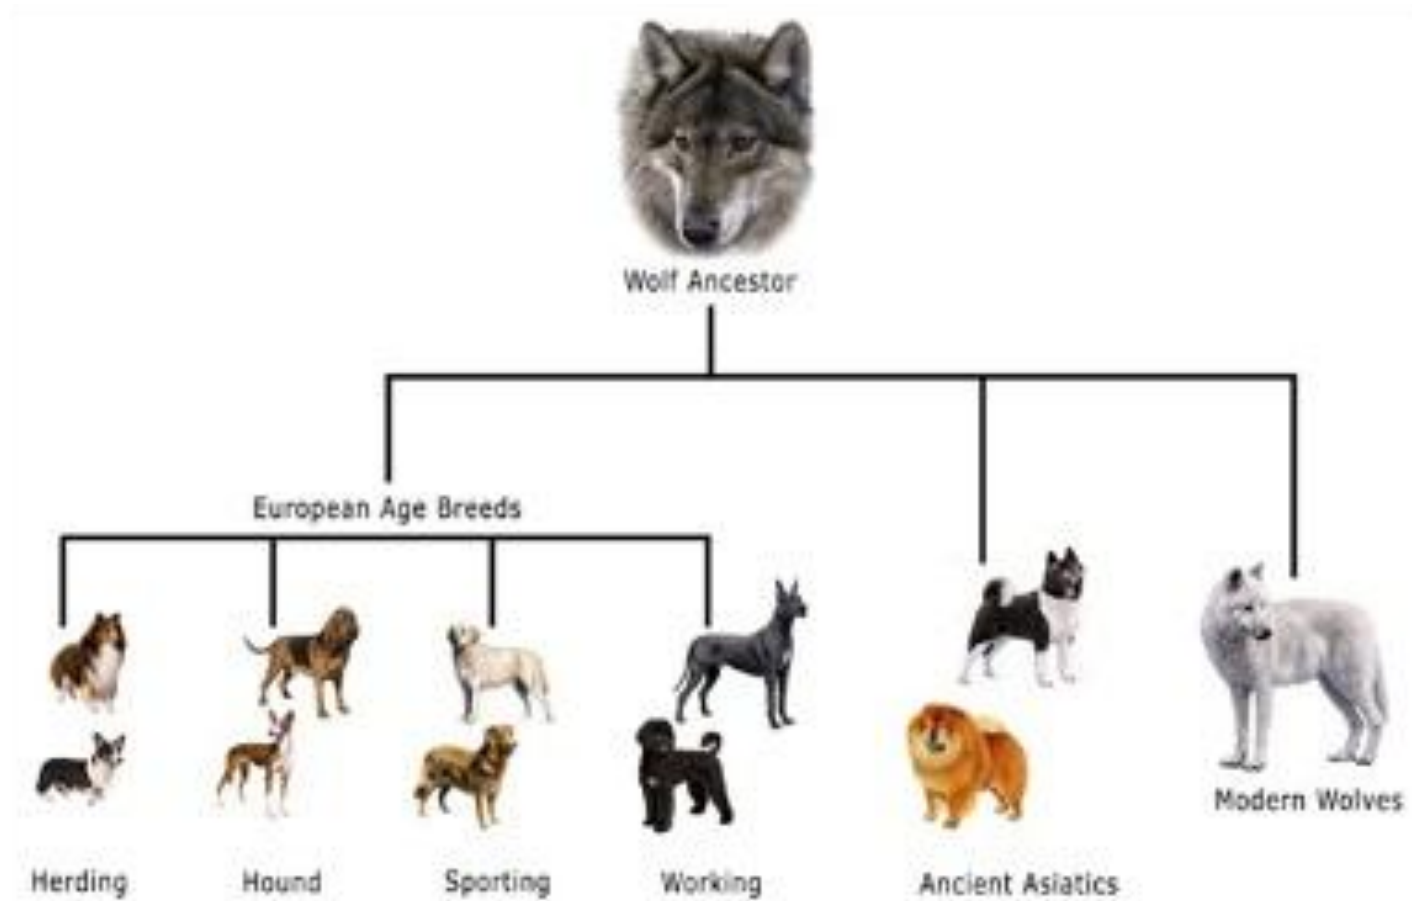 Wolf Ancestor
European Age Breeds
Modern Wolves
Herding
Hound
Sporting
Working
Ancient Asiatics